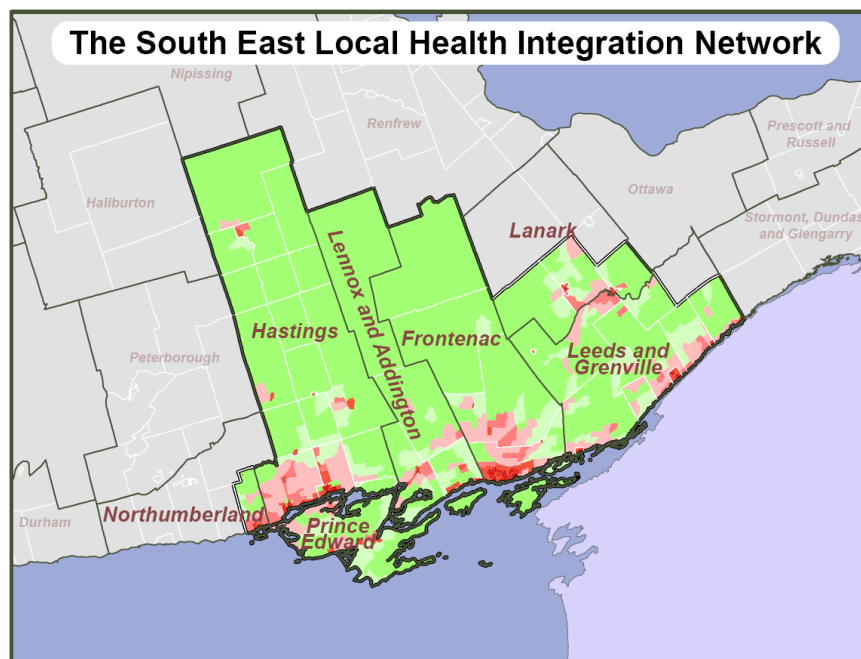 The South East Local Health Integration Network
Nipissing
Renfrew
Prescott and
Russell
Haliburton
Ottawa
Stormont, Dundas
and Glengarry
Lanark
Lennox and Addington
Hastings
Frontenac
Peterborough
Leeds and
Grenville
Durham
Northumberland
Prince
Edward